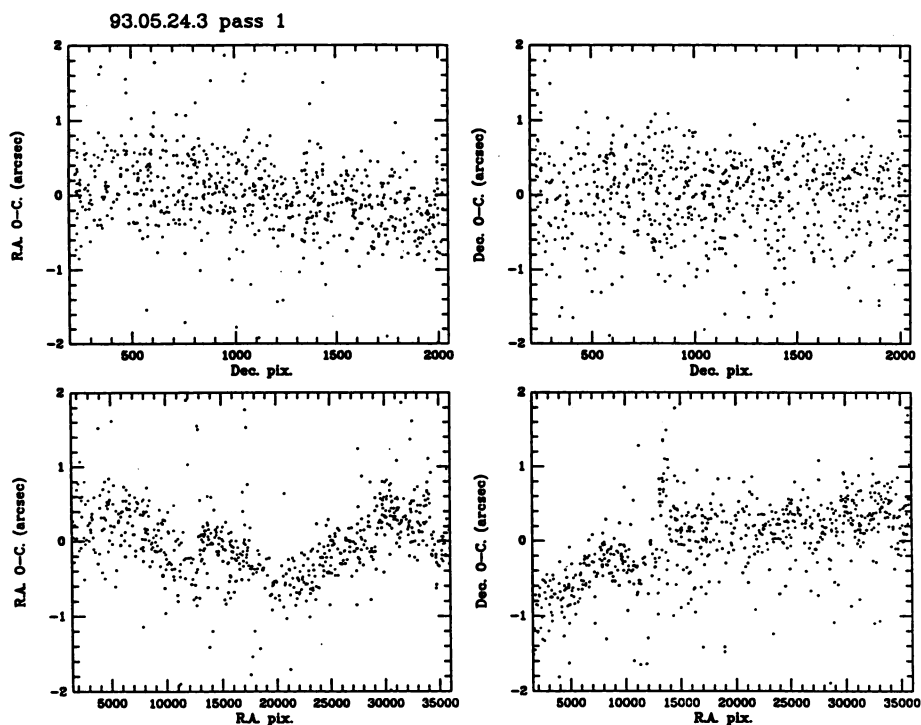 93.05.24.3 pass 1
2
1
0
-1
-2
R.A. O-C. (arcsec)
500 1000 1500 2000
Dec. pix.
2
1
0
-1
-2
Dec. O-C. (arcsec)
500 1000 1500 2000
Dec. pix.
2
1
0
-1
-2
R.A. O-C. (arcsec)
5000 10000 15000 20000 25000 30000 35000
R.A. pix.
2
1
0
-1
-2
Dec. O-C. (arcsec)
5000 10000 15000 20000 25000 30000 35000
R.A. pix.